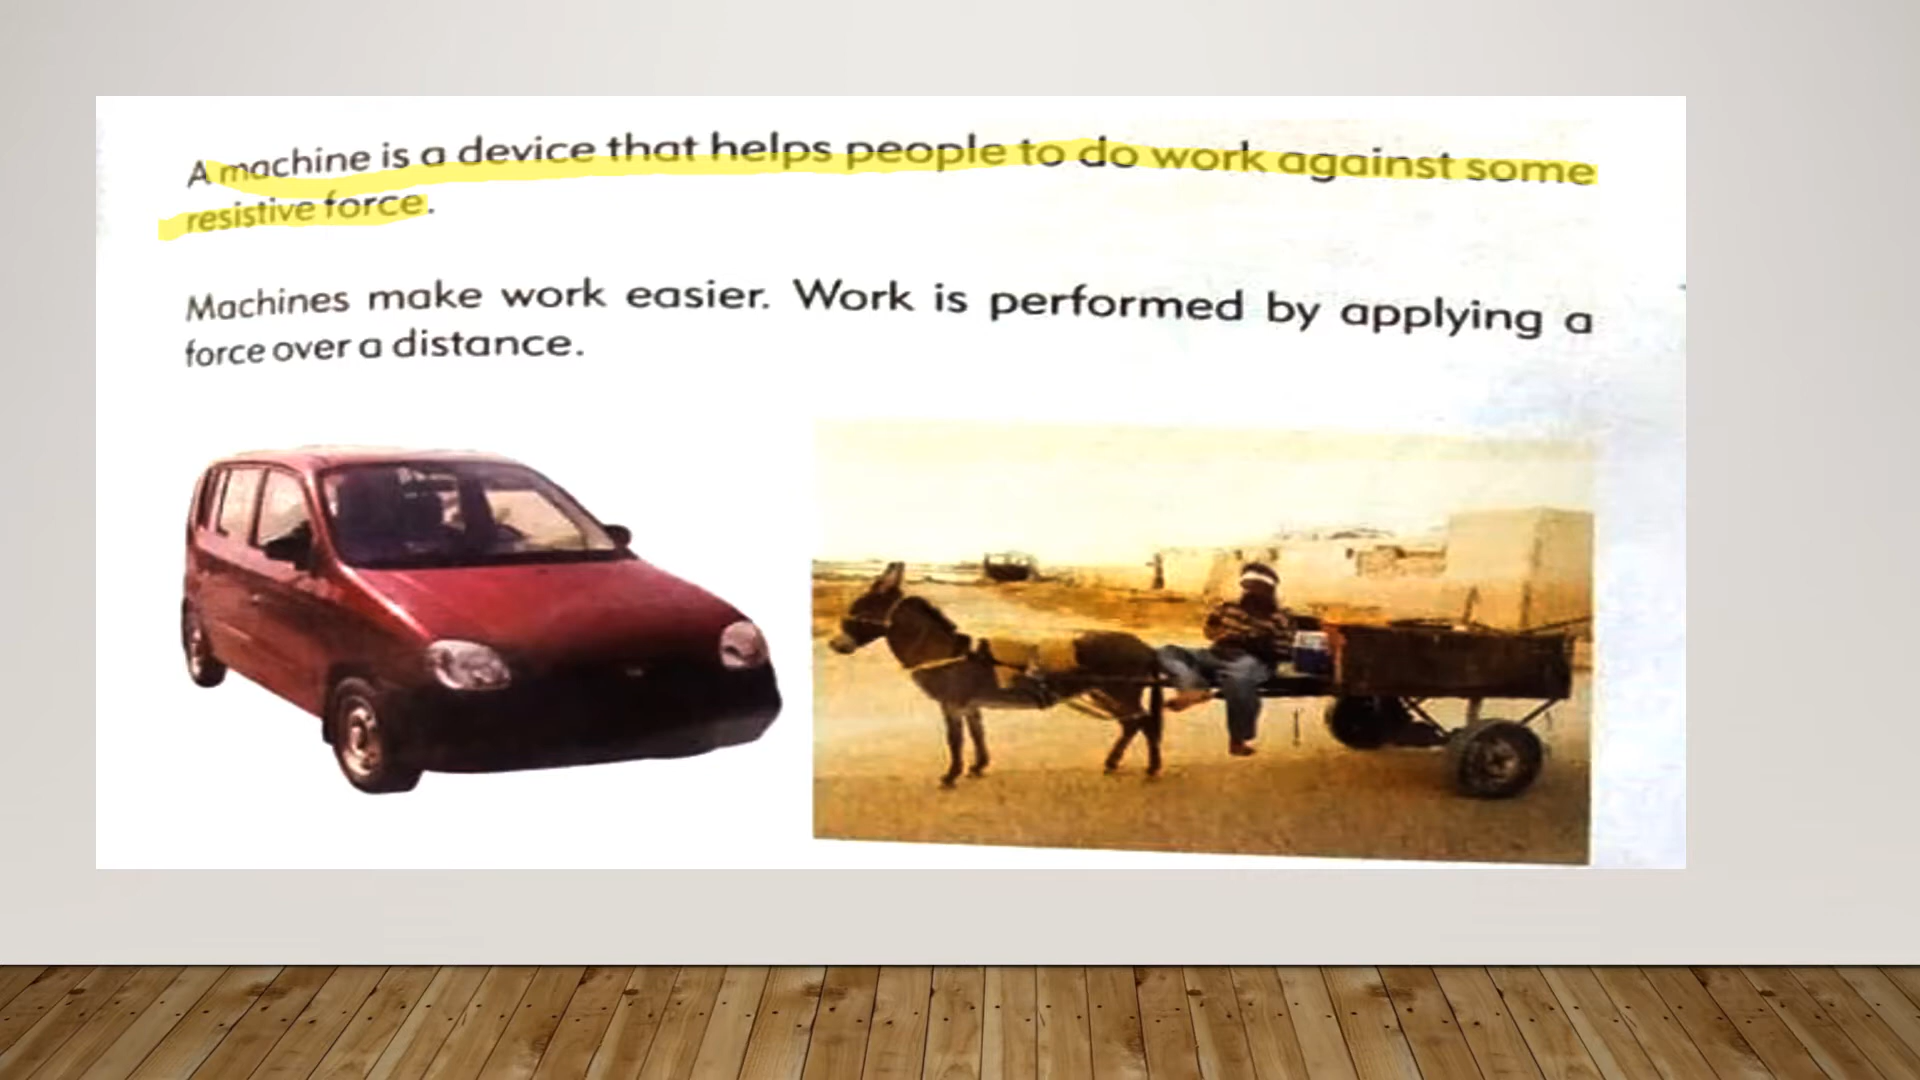 A machine is a device that helps people to do work against some
resistive force.
Machines make work easier. Work is performed by applying a
force over a distance.